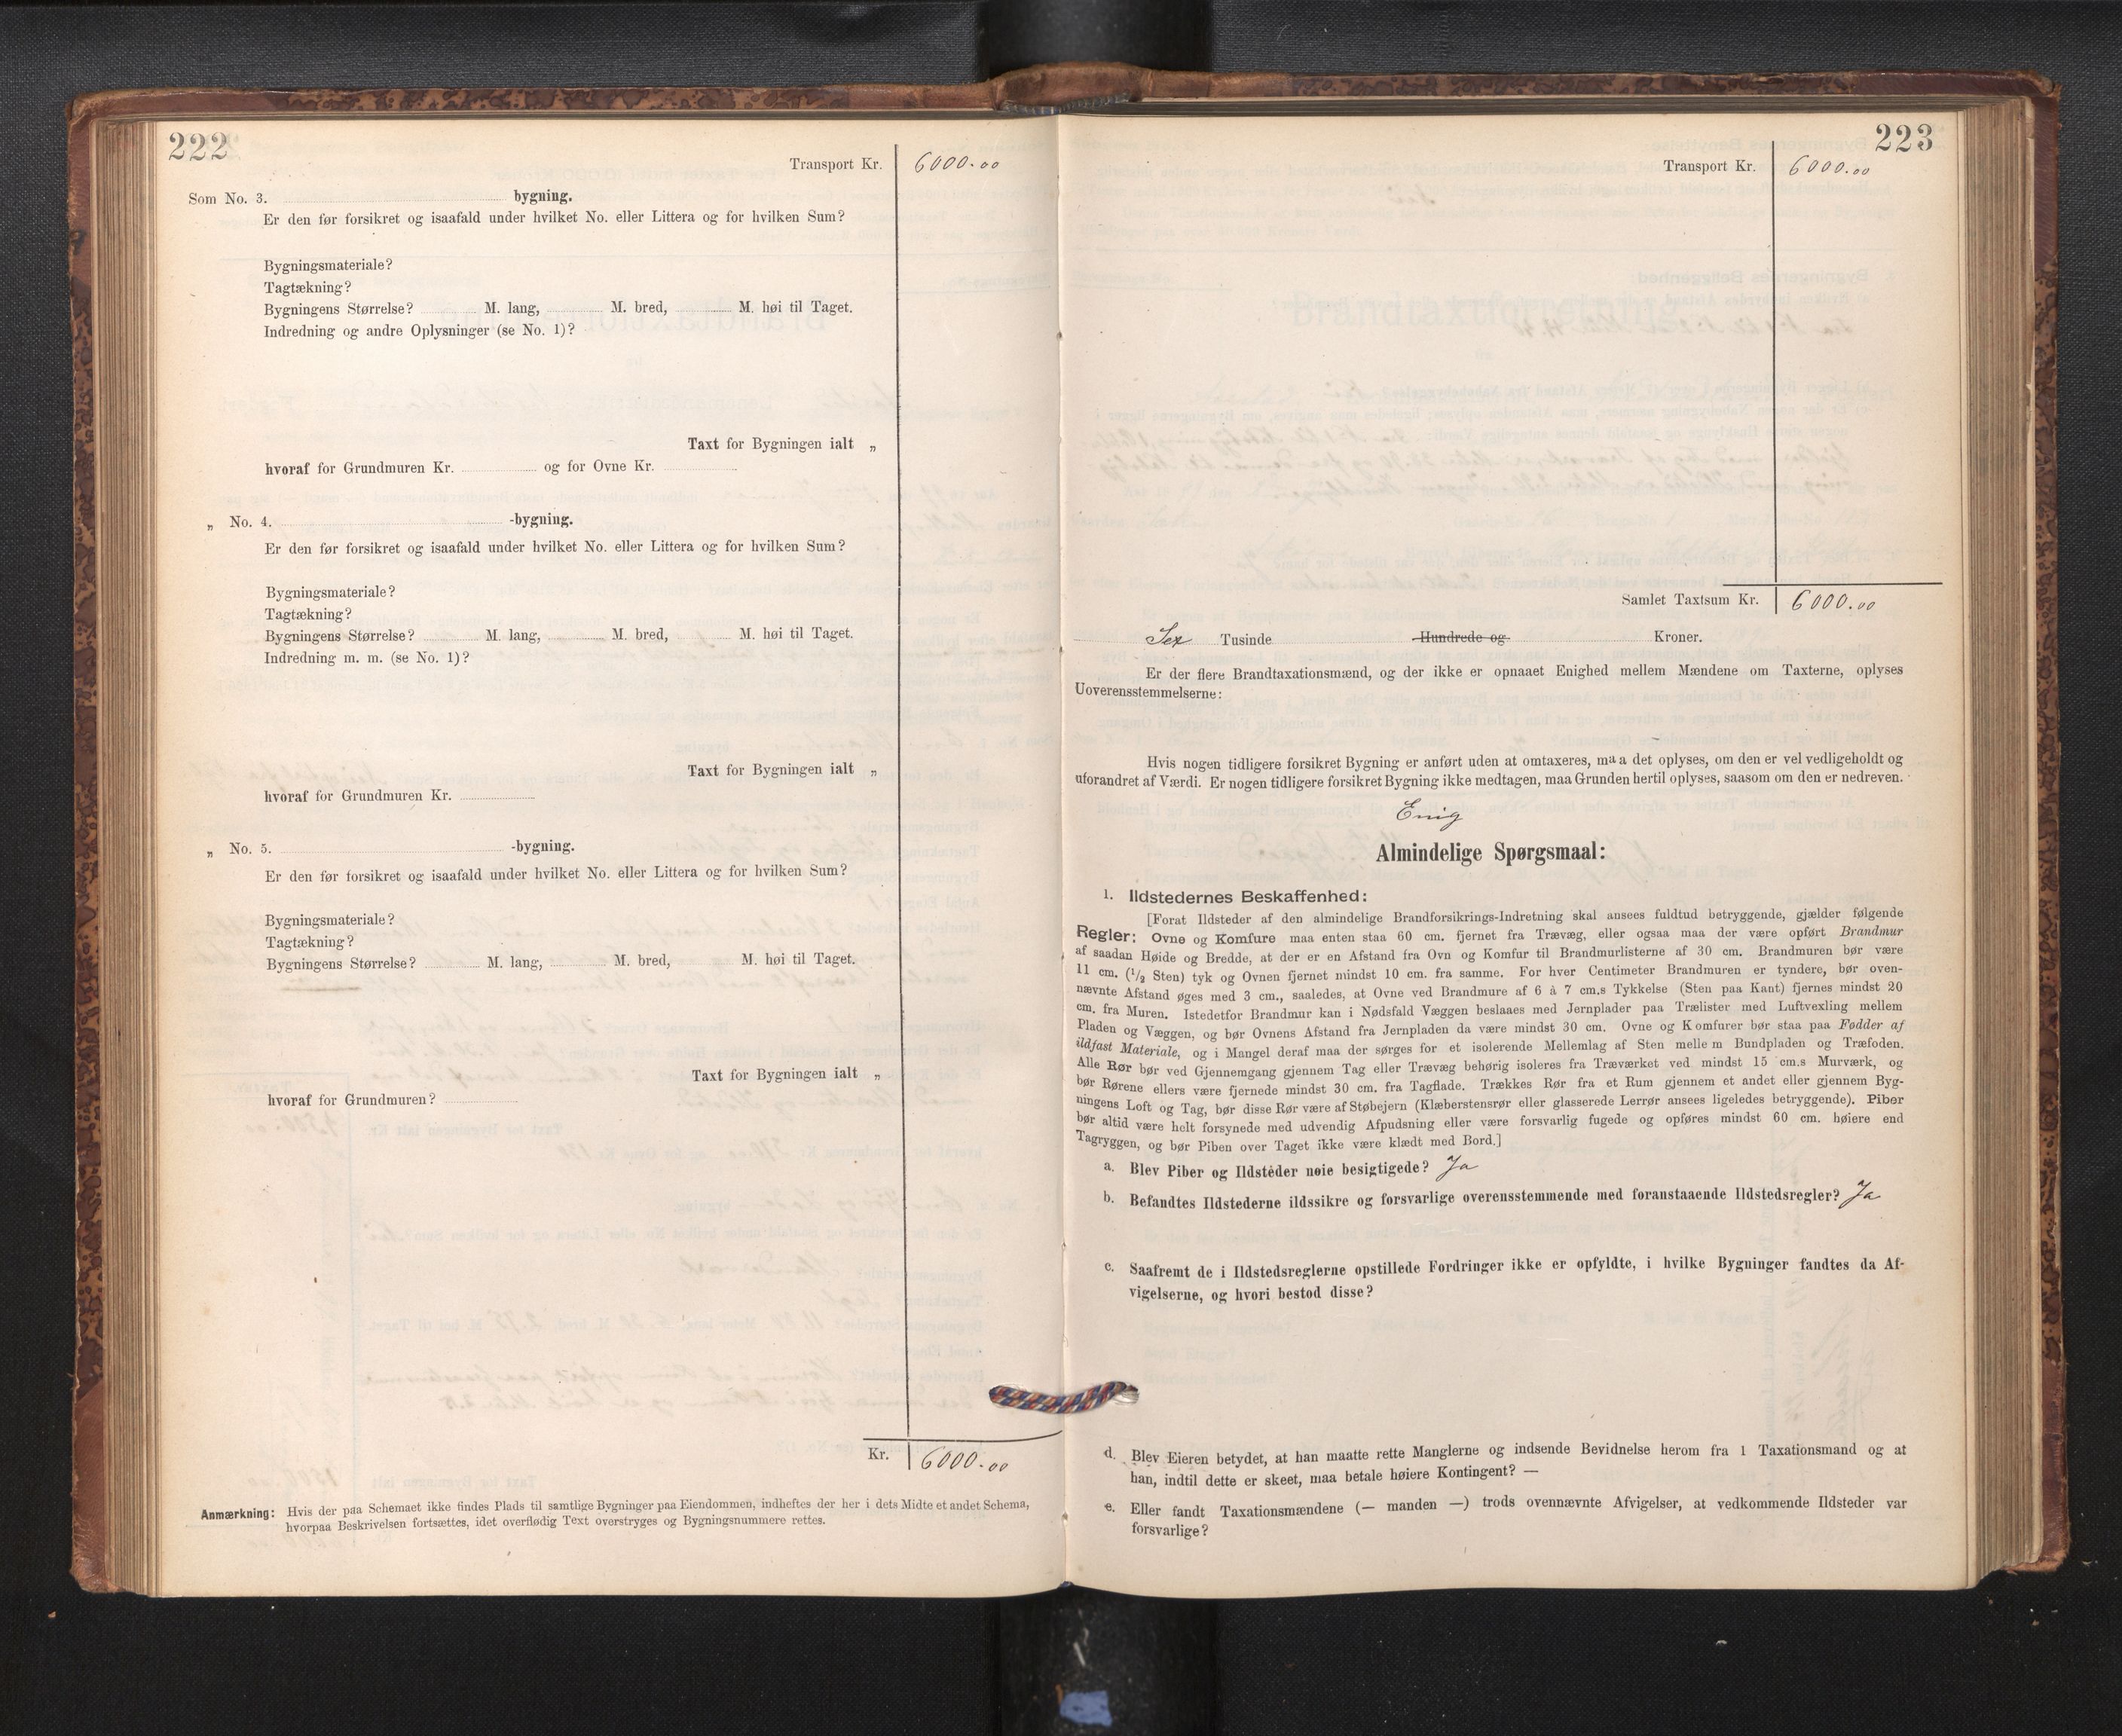 222
Transport Kr. 6000.00
Som No. 3. bygning.
Er den før forsikret og isaafald under hvilket No. eller Littera og for hvilken Sum?
Bygningsmateriale?
Tagtækning?
Bygningens Størrelse? M. lang, M. bred, M. høi til Taget.
Indredning og andre Oplysninger (se No. 1)?
Taxt for Bygningen ialt „
hvoraf for Grundmuren Kr. og for Ovne Kr.
„ No. 4. -bygning.
Er den før forsikret og isaafald under hvilket No. eller Littera og for hvilken Sum?
Bygningsmateriale?
Tagtækning?
Bygningens Størrelse? M. lang, M. bred, M. høi til Taget.
Indredning m. m. (se No. 1)?
Taxt for Bygningen ialt „
hvoraf for Grundmuren Kr.
„ No. 5. -bygning.
Er den før forsikret og isaafald under hvilket No. eller Littera og for hvilken Sum?
Bygningsmateriale?
Tagtækning?
Bygningens Størrelse? M. lang, M. bred, M. høi til Taget.
Taxt for Bygningen ialt „
hvoraf for Grundmuren?
Kr. 6000.00
Anmærkning: Hvis der paa Schemaet ikke findes Plads til samtlige Bygninger paa Eiendommen, indheftes der her i dets Midte et andet Schema,
hvorpaa Beskrivelsen fortsættes, idet overflødig Text overstryges og Bygningsnummere rettes.
223
Transport Kr. 6000.00
Samlet Taxtsum Kr. 6000.00
Sex Tusinde Hundrede og Kroner.
Er der flere Brandtaxationsmænd, og der ikke er opnaaet Enighed mellem Mændene om Taxterne, oplyses
Uoverensstemmelserne:
Hvis nogen tidligere forsikret Bygning er anført uden at omtaxeres, maa det oplyses, om den er vel vedligeholdt og
uforandret af Værdi. Er nogen tidligere forsikret Bygning ikke medtagen, maa Grunden hertil oplyses, saasom om den er nedreven.
Enig
Almindelige Spørgsmaal:
1. Ildstedernes Beskaffenhed:
[Forat Ildsteder af den almindelige Brandforsikrings-Indretning skal ansees fuldtud betryggende, gjælder følgende
Regler: Ovne og Komfure maa enten staa 60 cm. fjernet fra Trævæg, eller ogsaa maa der være opført Brandmur
af saadan Høide og Bredde, at der er en Afstand fra Ovn og Komfur til Brandmurlisterne af 30 cm. Brandmuren bør være
11 cm. (1/2 Sten) tyk og Ovnen fjernet mindst 10 cm. fra samme. For hver Centimeter Brandmuren er tyndere, bør oven-
nævnte Afstand øges med 3 cm., saaledes, at Ovne ved Brandmure af 6 à 7 cm.s Tykkelse (Sten paa Kant) fjernes mindst 20
cm. fra Muren. Istedetfor Brandmur kan i Nødsfald Væggen beslaaes med Jernplader paa Trælister med Luftvexling mellem
Pladen og Væggen, og bør Ovnens Afstand fra Jernpladen da være mindst 30 cm. Ovne og Komfurer bør staa paa Fødder af
ildfast Materiale, og i Mangel deraf maa der sørges for et isolerende Mellemlag af Sten mellem Bundpladen og Træfoden.
Alle Rør bør ved Gjennemgang gjennem Tag eller Trævæg behørig isoleres fra Træværket ved mindst 15 cm.s Murværk, og
bør Rørene ellers være fjernede mindst 30 cm. fra Tagflade. Trækkes Rør fra et Rum gjennem et andet eller gjennem Byg-
ningens Loft og Tag, bør disse Rør være af Støbejern (Klæberstensrør eller glasserede Lerrør ansees ligeledes betryggende). Piber
bør altid være helt forsynede med udvendig Afpudsning eller være forsvarlig fugede og opføres mindst 60 cm. høiere end
Tagryggen, og bør Piben over Taget ikke være klædt med Bord.]
a. Blev Piber og Ildsteder nøie besigtigede? Ja
b. Befandtes Ildstederne ildssikre og forsvarlige overensstemmende med foranstaaende Ildstedsregler? Ja
c. Saafremt de i Ildstedsreglerne opstillede Fordringer ikke er opfyldte, i hvilke Bygninger fandtes da Af-
vigelserne, og hvori bestod disse?
d. Blev Eieren betydet, at han maatte rette Manglerne og indsende Bevidnelse herom fra 1 Taxationsmand og at
han, indtil dette er skeet, maa betale høiere Kontingent? —
e. Eller fandt Taxationsmændene (— manden —) trods ovennævnte Afvigelser, at vedkommende Ildsteder var
forsvarlige?